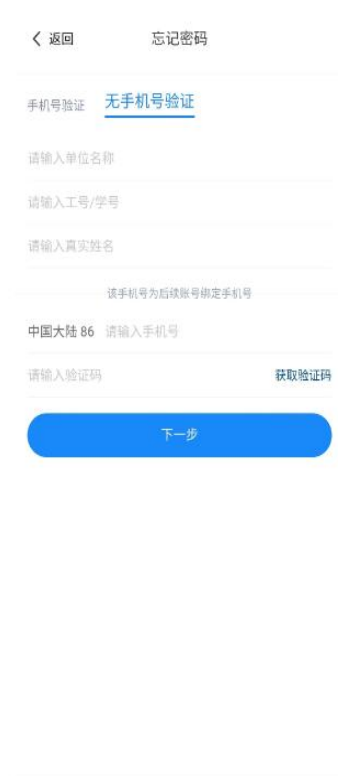 返回 忘记密码
手机号验证 无手机号验证
请输入单位名称
请输入工号/学号
请输入真实姓名
该手机号为后续账号绑定手机号
中国大陆 86 请输入手机号
请输入验证码 获取验证码
下一步